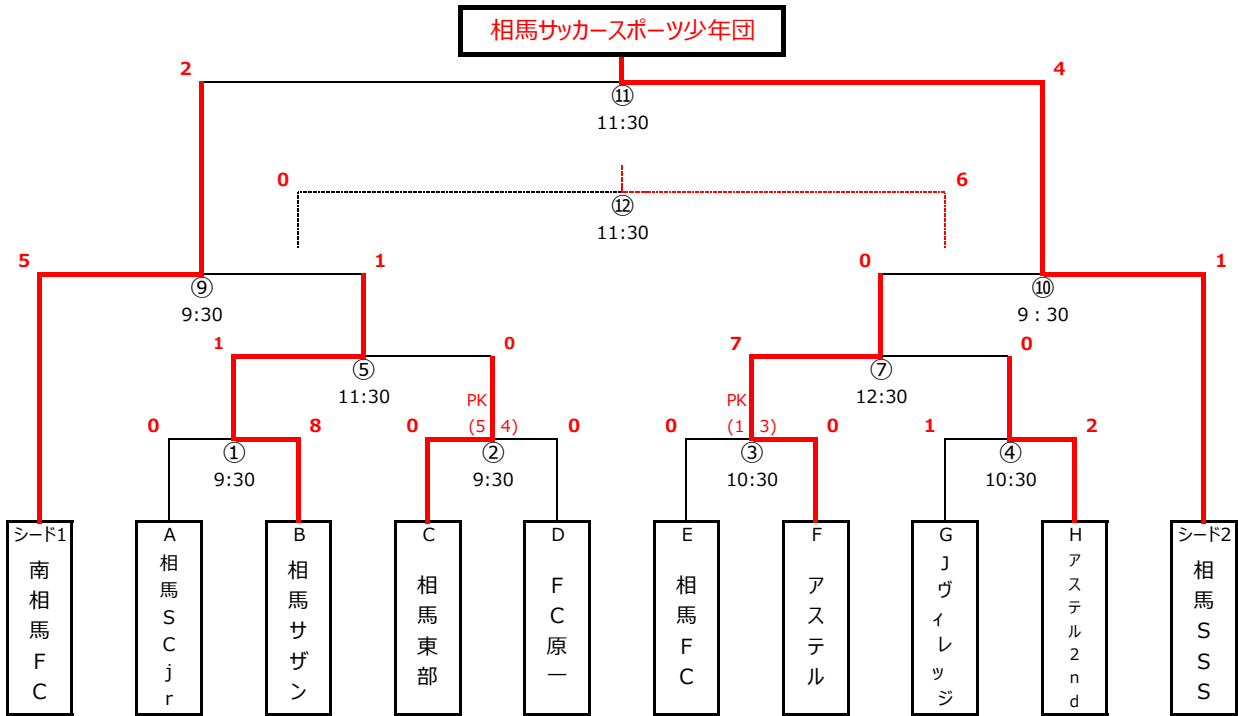 相馬サッカースポーツ少年団
2 4
⑪
11:30
0 6
⑫
11:30
5 1 0 1
⑨ ⑩
9:30 9：30
1 0 7 0
⑤ ⑦
11:30 12:30
PK PK
0 8 0 (5 4) 0 0 (1 3) 0 1 2
① ② ③ ④
9:30 9:30 10:30 10:30
シード1
南相馬FC
A
相馬SCjr
B
相馬サザン
C
相馬東部
D
FC原一
E
相馬FC
F
アステル
G
Jヴィレッジ
H
アステル2nd
シード2
相馬SSS